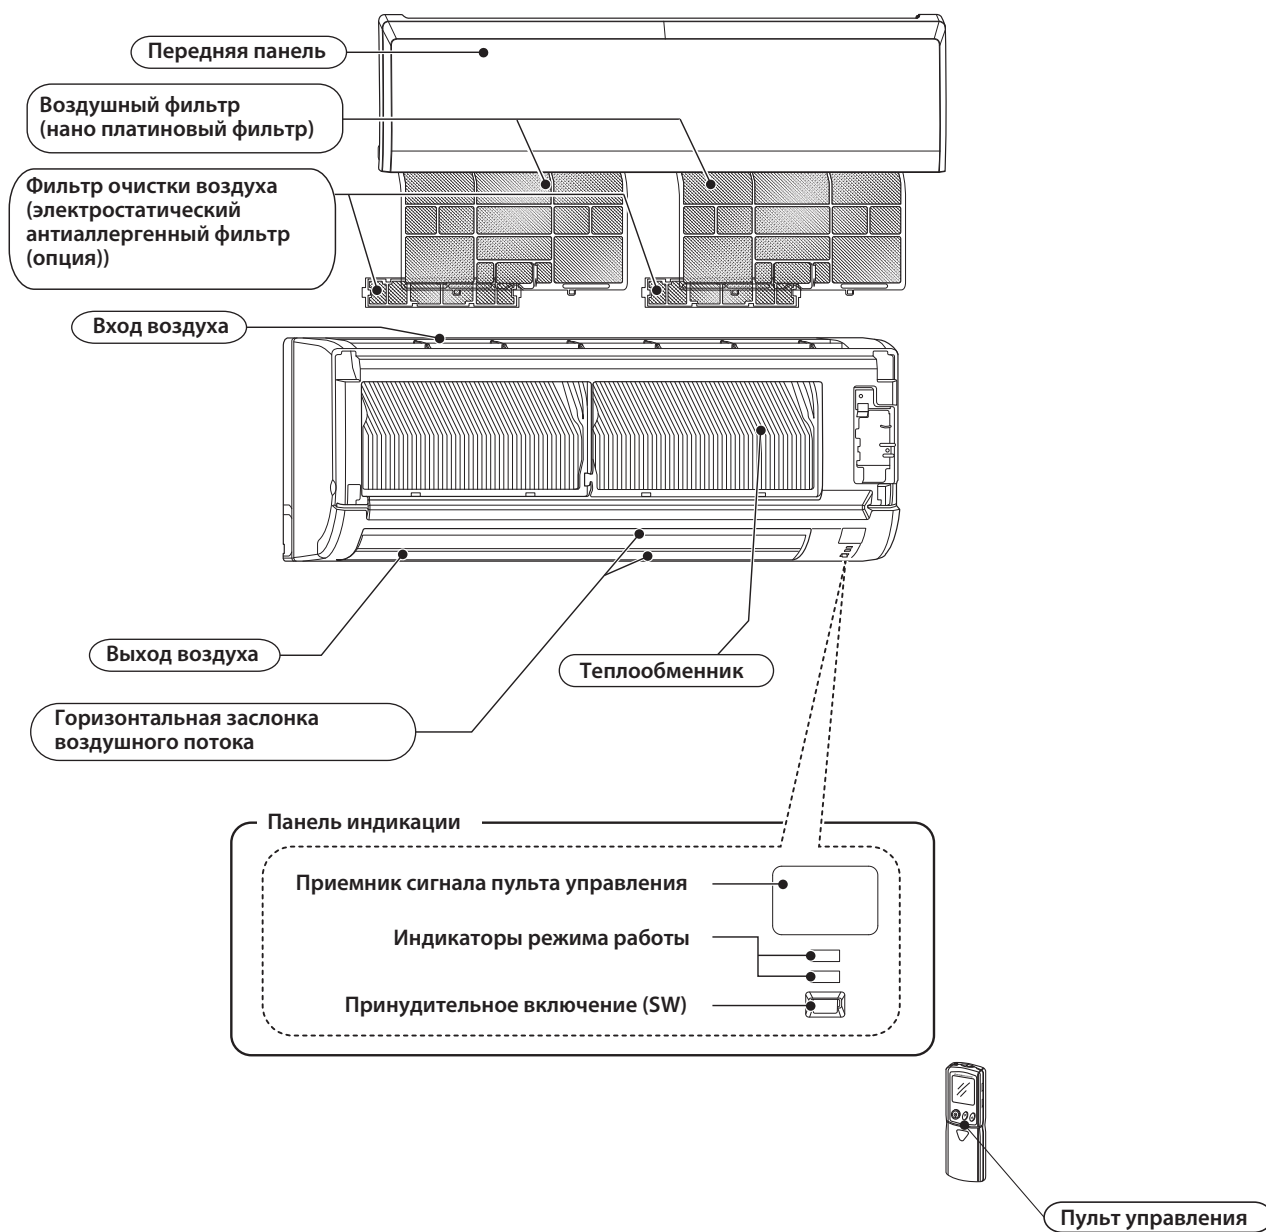 Передняя панель
Воздушный фильтр
(нано платиновый фильтр)
Фильтр очистки воздуха
(электростатический
антиаллергенный фильтр
(опция))
Вход воздуха
Выход воздуха
Теплообменник
Горизонтальная заслонка
воздушного потока
Панель индикации
Приемник сигнала пульта управления
Индикаторы режима работы
Принудительное включение (SW)
Пульт управления